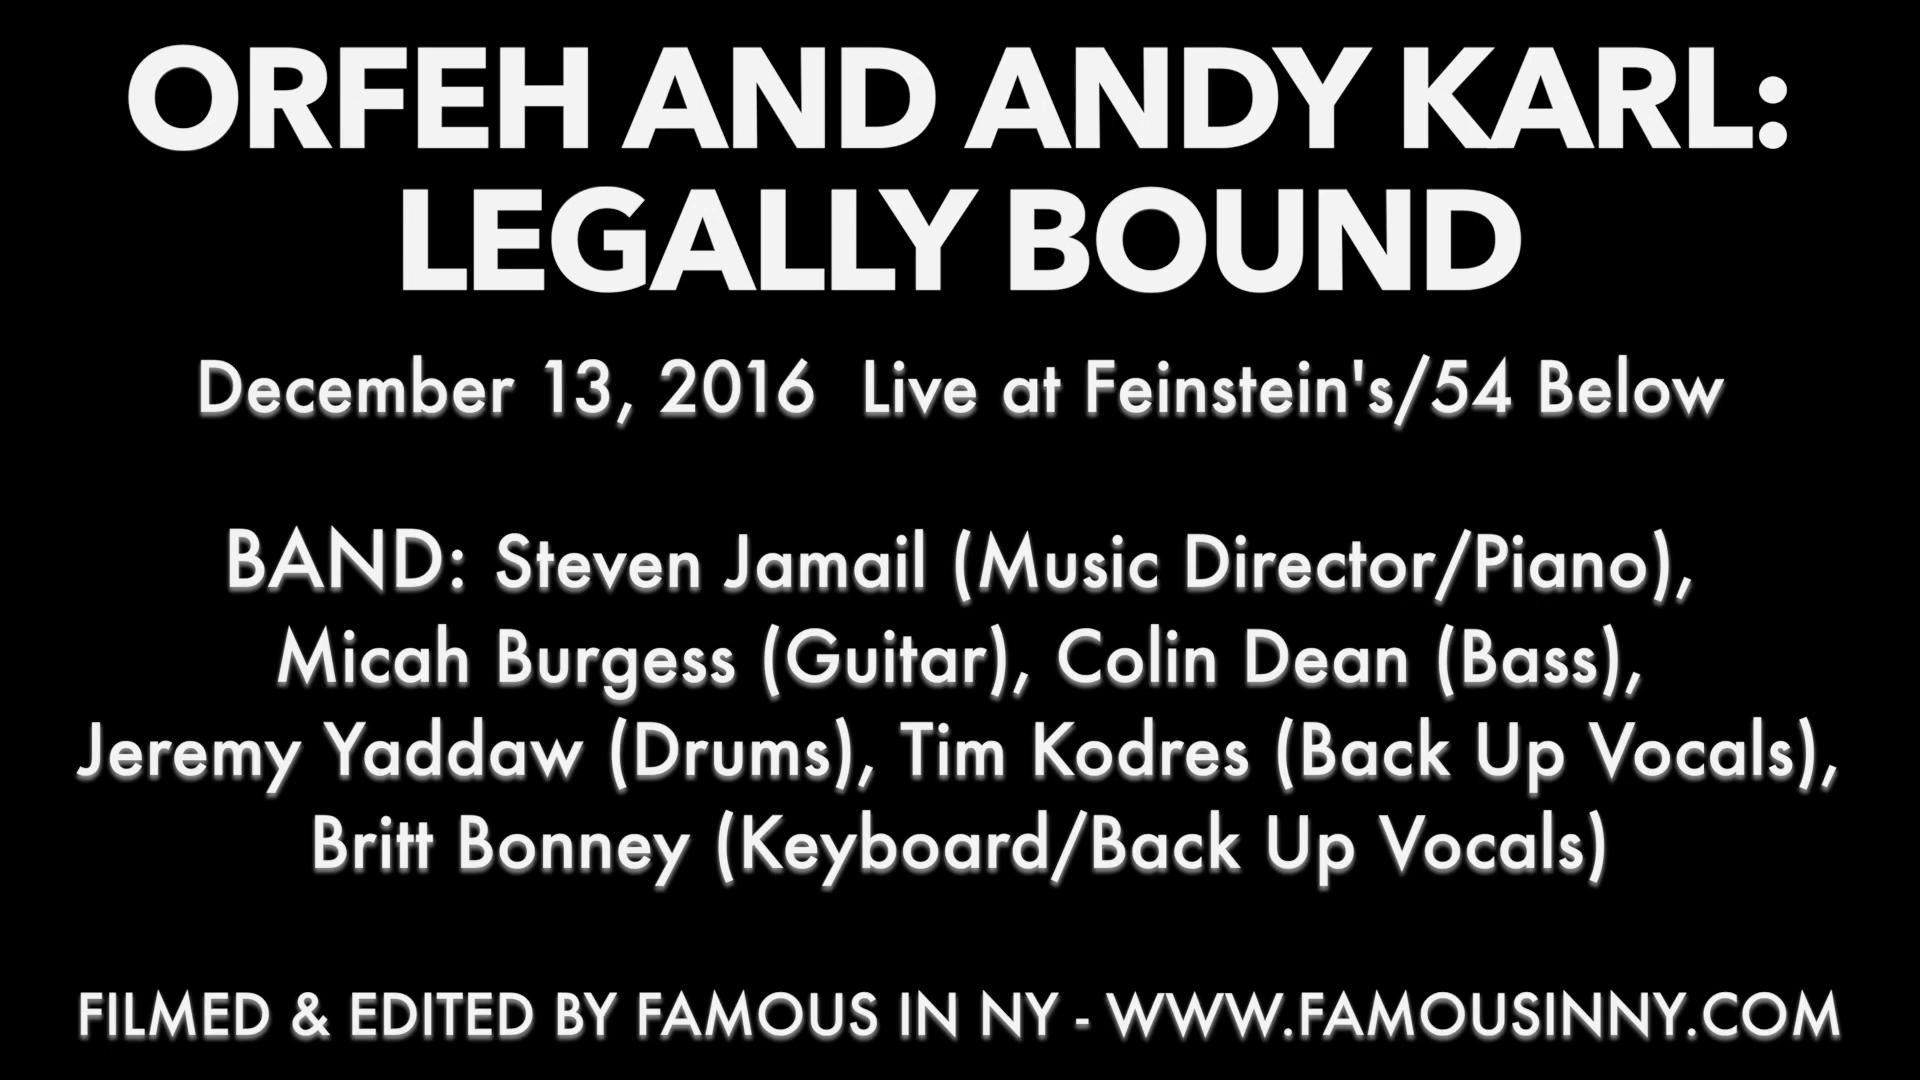 ORFEH AND ANDY KARL:
LEGALLY BOUND
December 13, 2016  Live at Feinstein's/54 Below
BAND: Steven Jamail (Music Director/Piano),
Micah Burgess (Guitar), Colin Dean (Bass),
Jeremy Yaddaw (Drums), Tim Kodres (Back Up Vocals),
Britt Bonney (Keyboard/Back Up Vocals)
FILMED & EDITED BY FAMOUS IN NY - WWW.FAMOUSINNY.COM